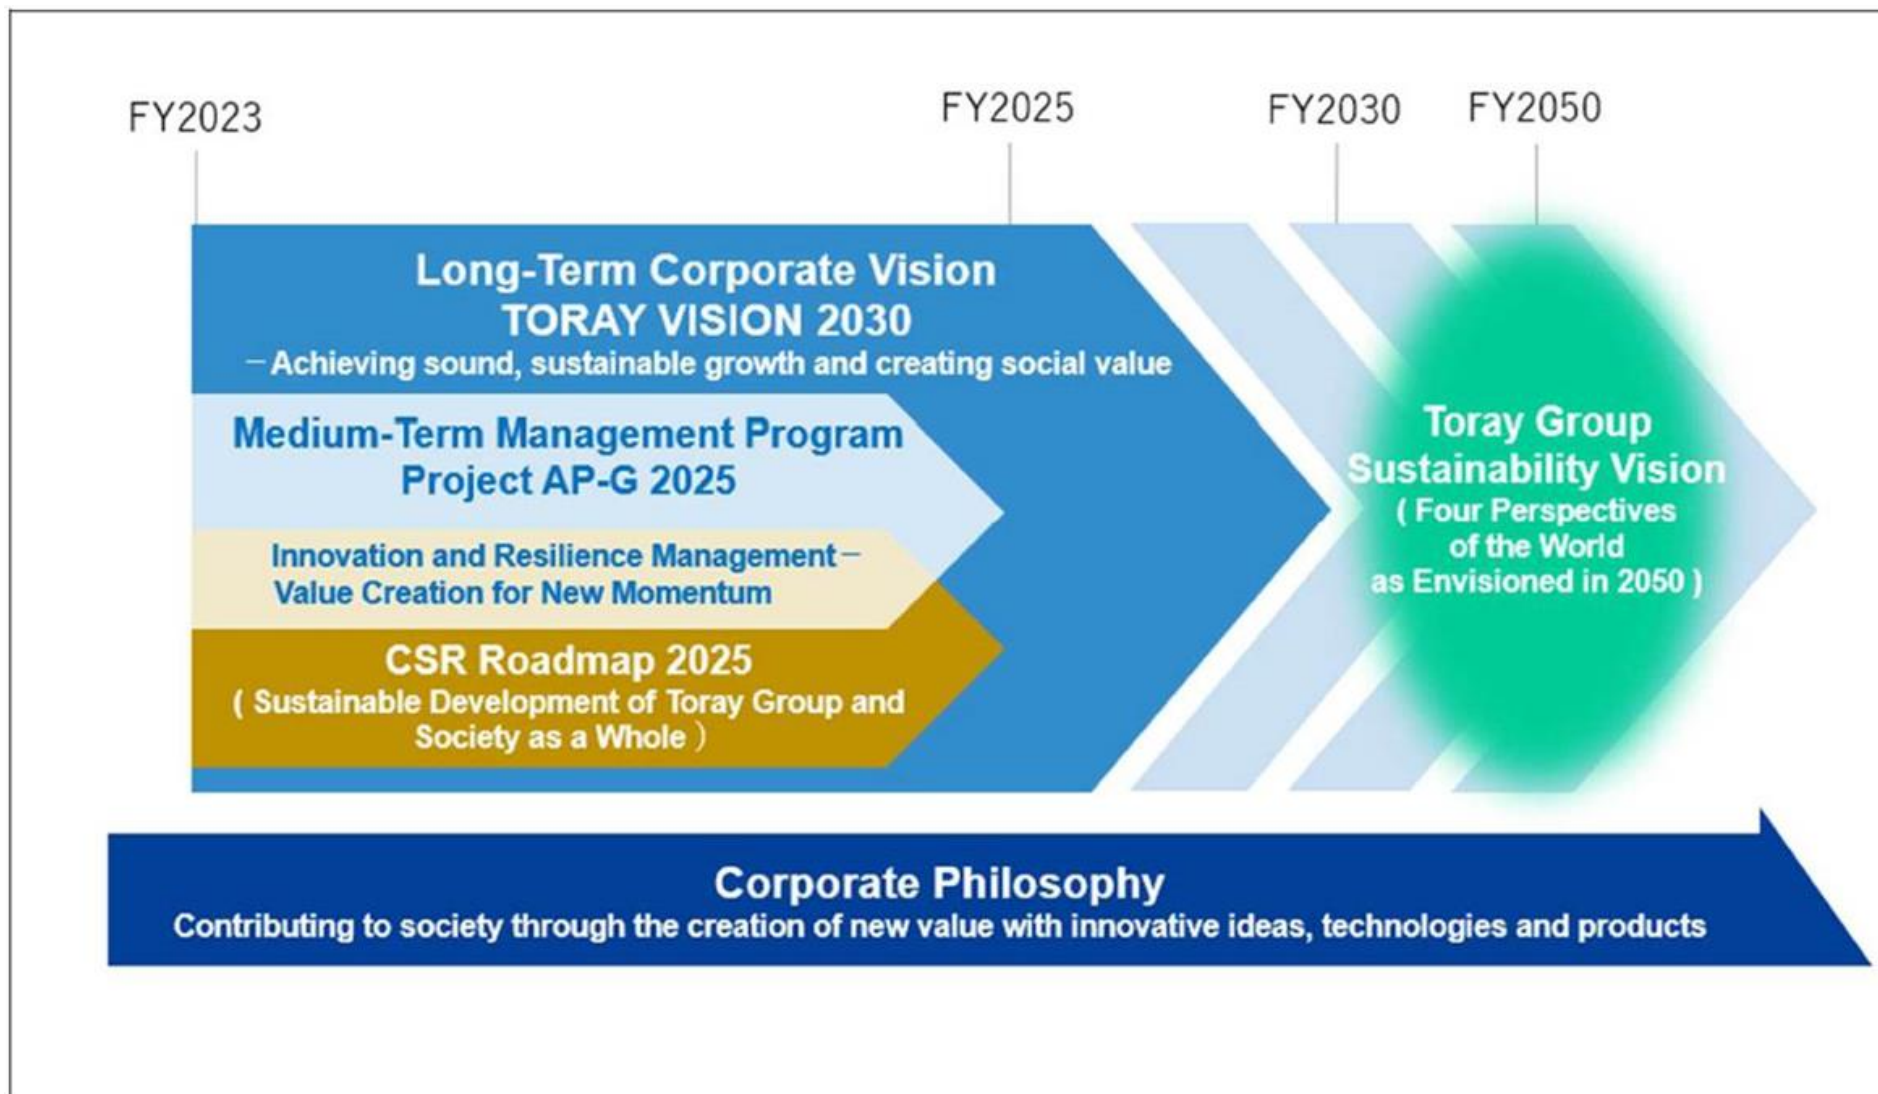 FY2023
FY2025
FY2030
FY2050
Long-Term Corporate Vision
TORAY VISION 2030
－Achieving sound, sustainable growth and creating social value
Medium-Term Management Program
Project AP-G 2025
Innovation and Resilience Management－
Value Creation for New Momentum
CSR Roadmap 2025
( Sustainable Development of Toray Group and
Society as a Whole ）
Toray Group
Sustainability Vision
( Four Perspectives
of the World
as Envisioned in 2050 )
Corporate Philosophy
Contributing to society through the creation of new value with innovative ideas, technologies and products